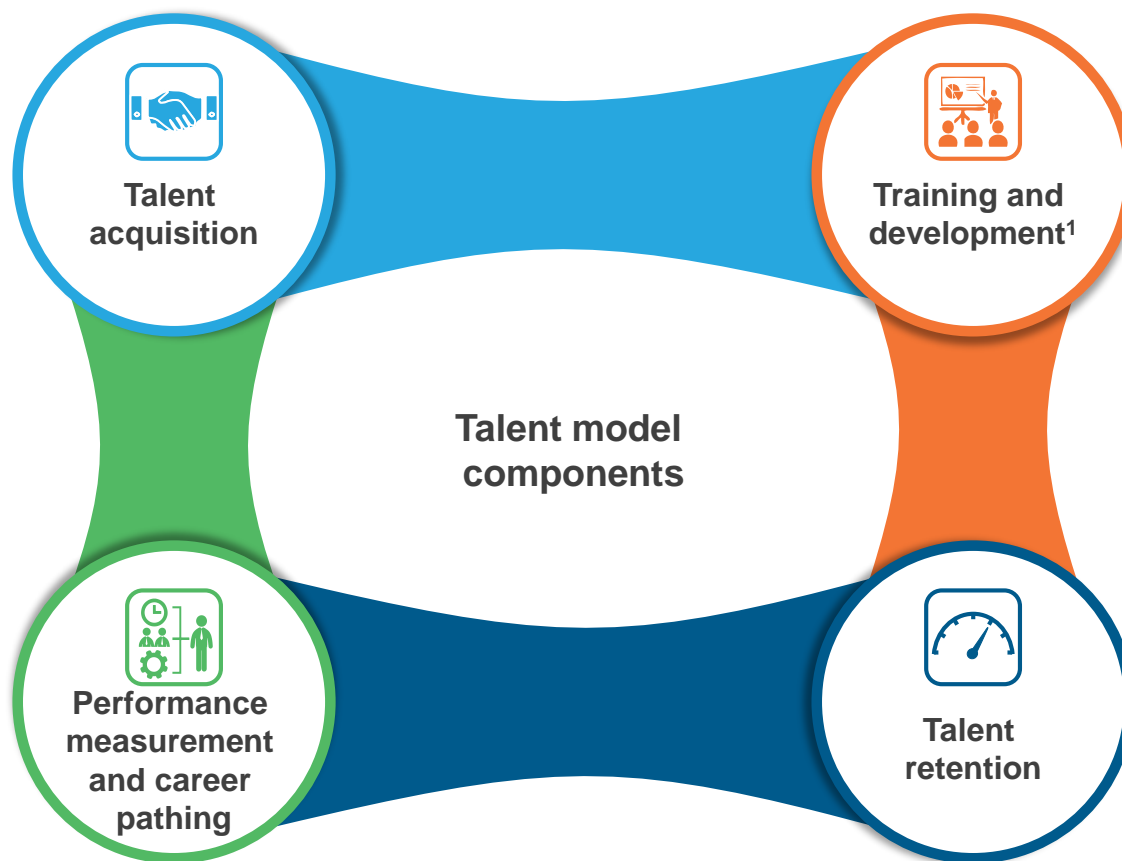 Talent
acquisition
Training and
development¹
Talent model
components
Performance
measurement
and career
pathing
Talent
retention